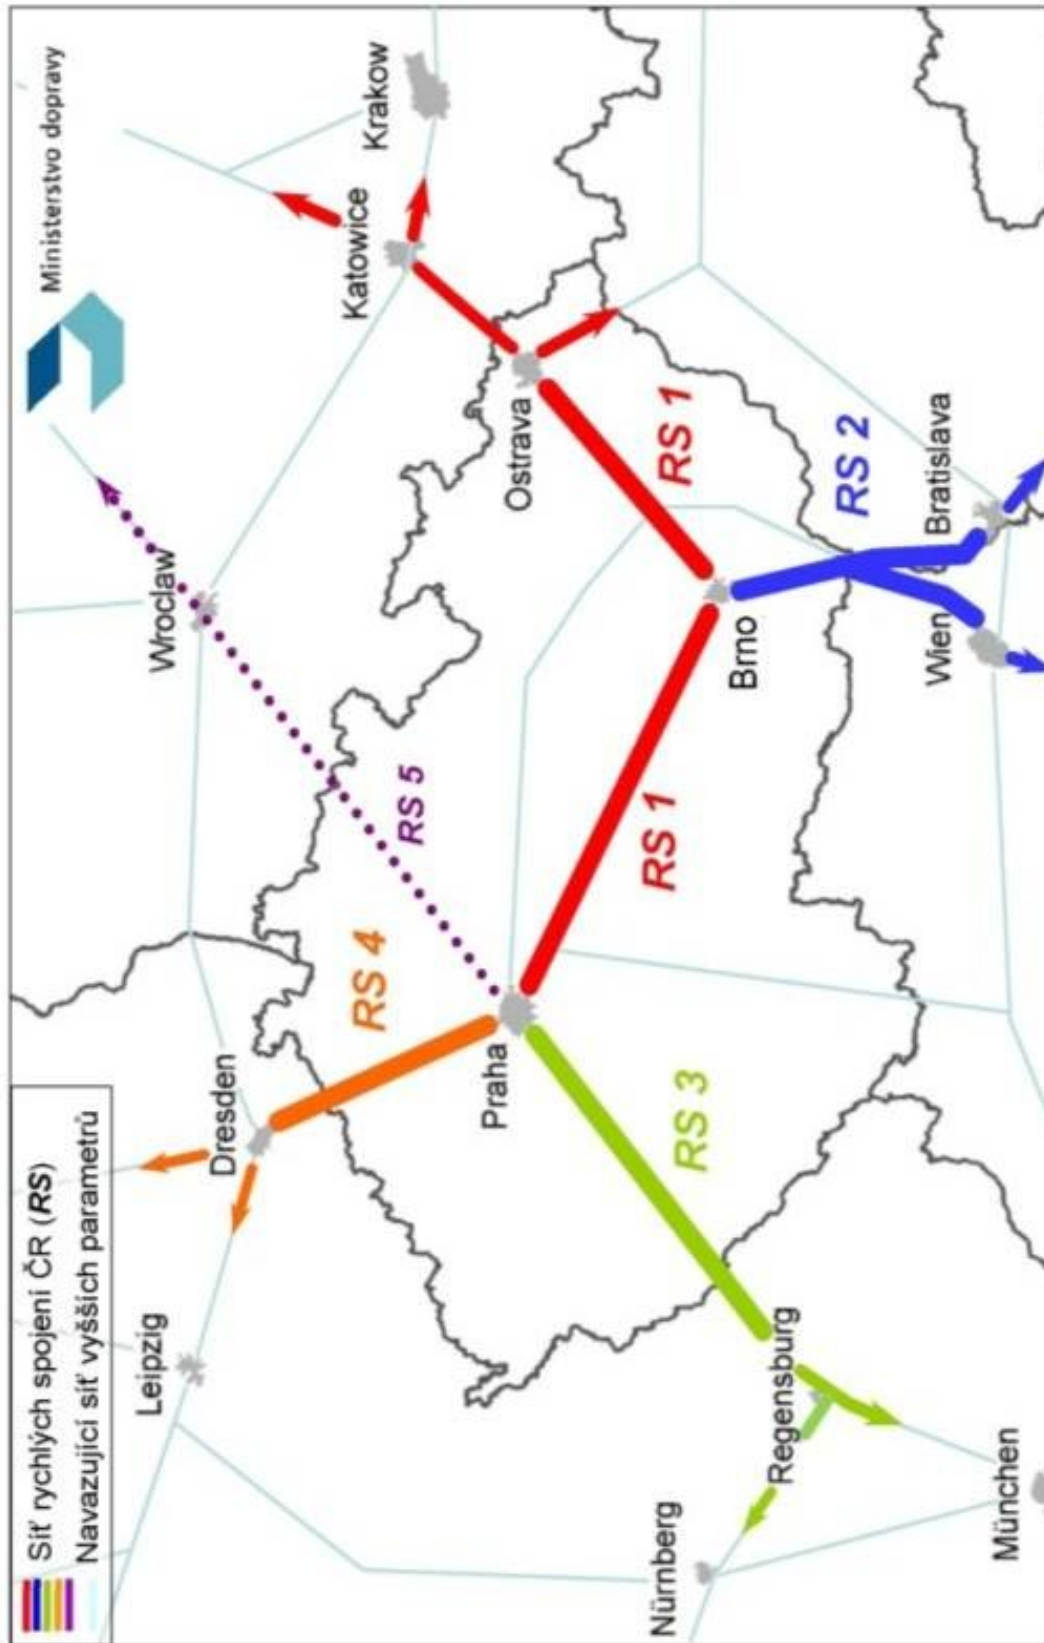 Síť rychlých spojení ČR (RS)
Navazující síť vyšších parametrů
Ministerstvo dopravy
Leipzig
Dresden
Wroclaw
Katowice
Krakow
RS 4
RS 5
Praha
Ostrava
Nürnberg
RS 3
RS 1
RS 1
Regensburg
Brno
RS 2
München
Wien
Bratislava